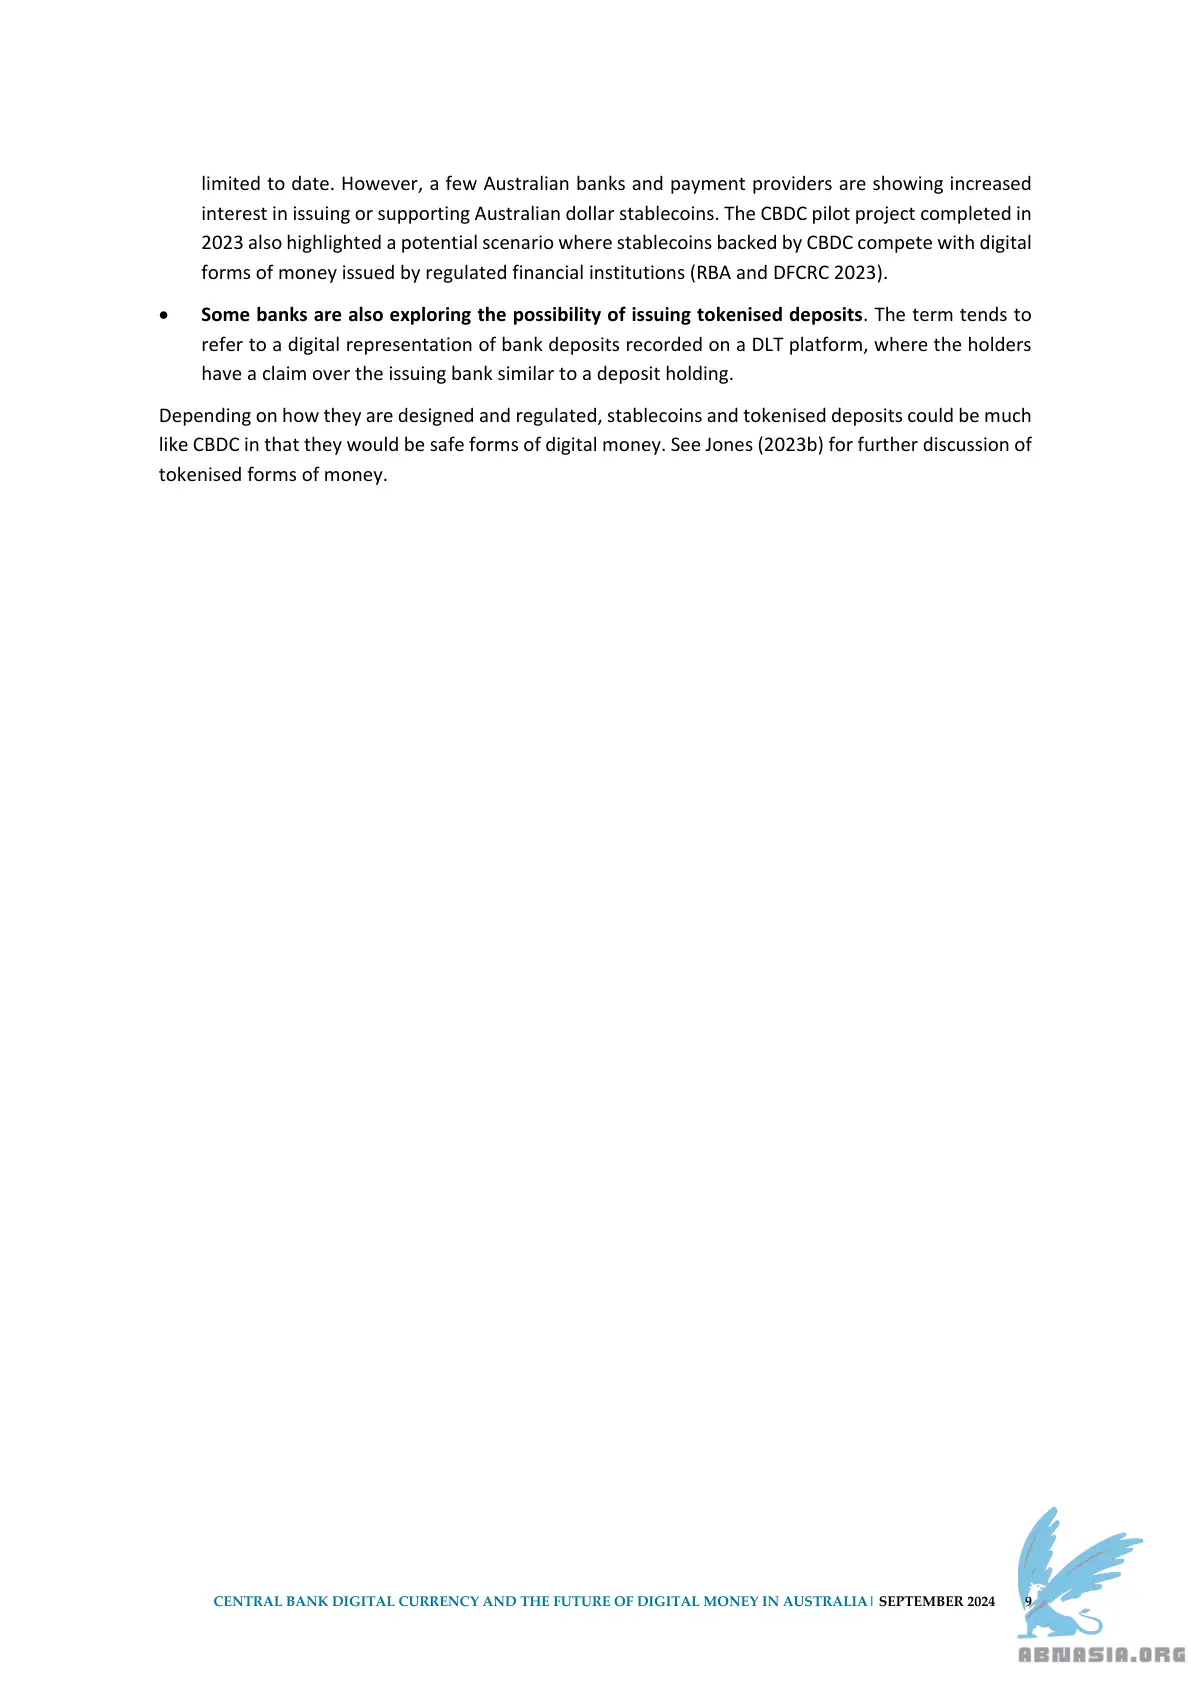 limited to date. However, a few Australian banks and payment providers are showing increased
interest in issuing or supporting Australian dollar stablecoins. The CBDC pilot project completed in
2023 also highlighted a potential scenario where stablecoins backed by CBDC compete with digital
forms of money issued by regulated financial institutions (RBA and DFCRC 2023).
• Some banks are also exploring the possibility of issuing tokenised deposits. The term tends to
refer to a digital representation of bank deposits recorded on a DLT platform, where the holders
have a claim over the issuing bank similar to a deposit holding.
Depending on how they are designed and regulated, stablecoins and tokenised deposits could be much
like CBDC in that they would be safe forms of digital money. See Jones (2023b) for further discussion of
tokenised forms of money.
CENTRAL BANK DIGITAL CURRENCY AND THE FUTURE OF DIGITAL MONEY IN AUSTRALIA| SEPTEMBER 2024 9
ABNASIA.ORG